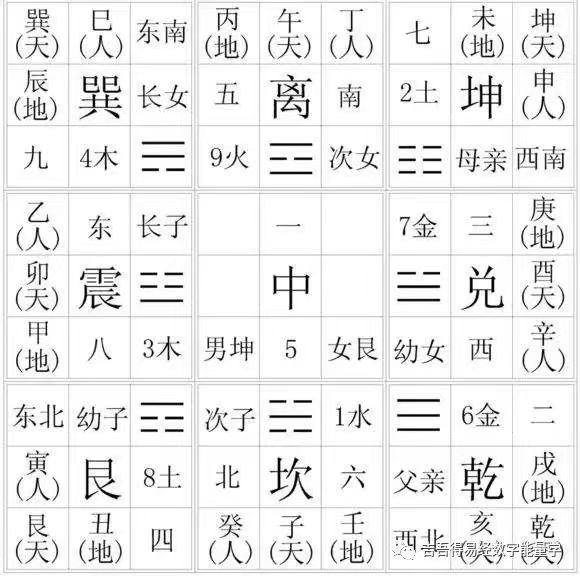 巽 巳 东南 丙 午 丁 七 未 坤
(天) (人) (地) (天) (人) (地) (天)
辰 巽 长女 五 离 南 2土 坤 申
(地) (人)
九 4木 ☴ 9火 ☲ 次女 ☷ 母亲 西南
乙 东 长子 一 7金 三 庚
(人) (地)
卯 震 ☳ 中 ☱ 兑 酉
(天) (天)
甲 八 3木 男坤 5 女艮 幼女 西 辛
(地) (人)
东北 幼子 ☶ 次子 ☵ 1水 ☰ 6金 二
寅 艮 8土 北 坎 六 父亲 乾 戌
(人) (地)
艮 丑 四 癸 子 壬 西北 亥 乾
(天) (地) (人) (天) (地) (人) (天)
吾吾得易经数字能量学